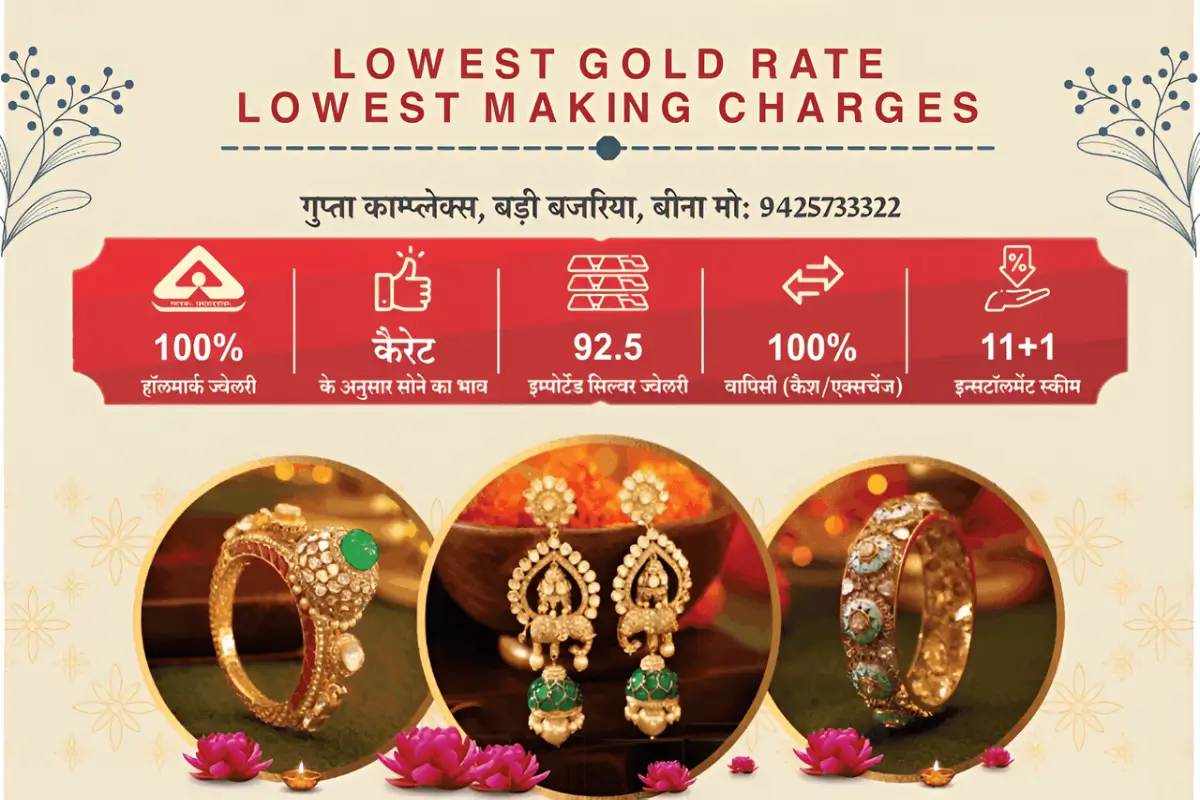 LOWEST GOLD RATE
LOWEST MAKING CHARGES
गुप्ता काम्प्लेक्स, बड़ी बजरिया, बीना मो: 9425733322
100%
हॉलमार्क ज्वेलरी
कैरेट
के अनुसार सोने का भाव
92.5
इम्पोर्टेड सिल्वर ज्वेलरी
100%
वापिसी (कैश/एक्सचेंज)
11+1
इन्सटॉलमेंट स्कीम